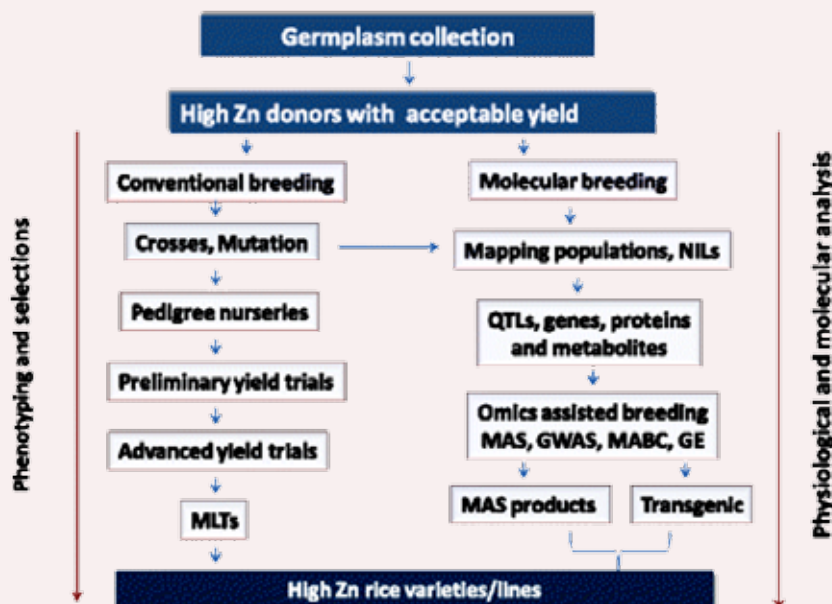 Germplasm collection
High Zn donors with acceptable yield
Conventional breeding
Crosses, Mutation
Pedigree nurseries
Preliminary yield trials
Advanced yield trials
MLTs
Molecular breeding
Mapping populations, NILs
QTLs, genes, proteins
and metabolites
Omics assisted breeding
MAS, GWAS, MABC, GE
MAS products
Transgenic
High Zn rice varieties/lines
Phenotyping and selections
Physiological and molecular analysis